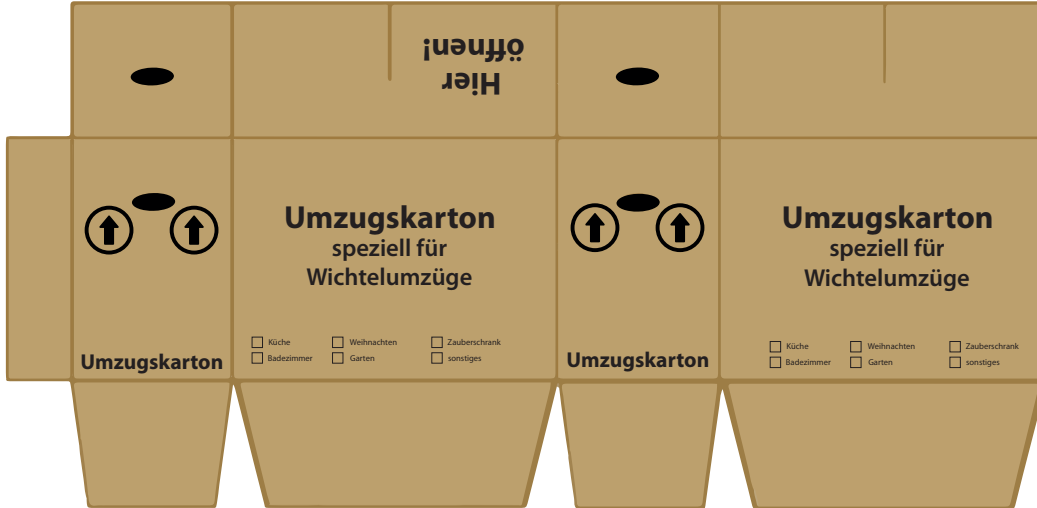 Hier
öffnen!
Umzugskarton
speziell für
Wichtelumzüge
Küche
Weihnachten
Zauberschrank
Badezimmer
Garten
sonstiges
Umzugskarton
Umzugskarton
Umzugskarton
speziell für
Wichtelumzüge
Küche
Weihnachten
Zauberschrank
Badezimmer
Garten
sonstiges